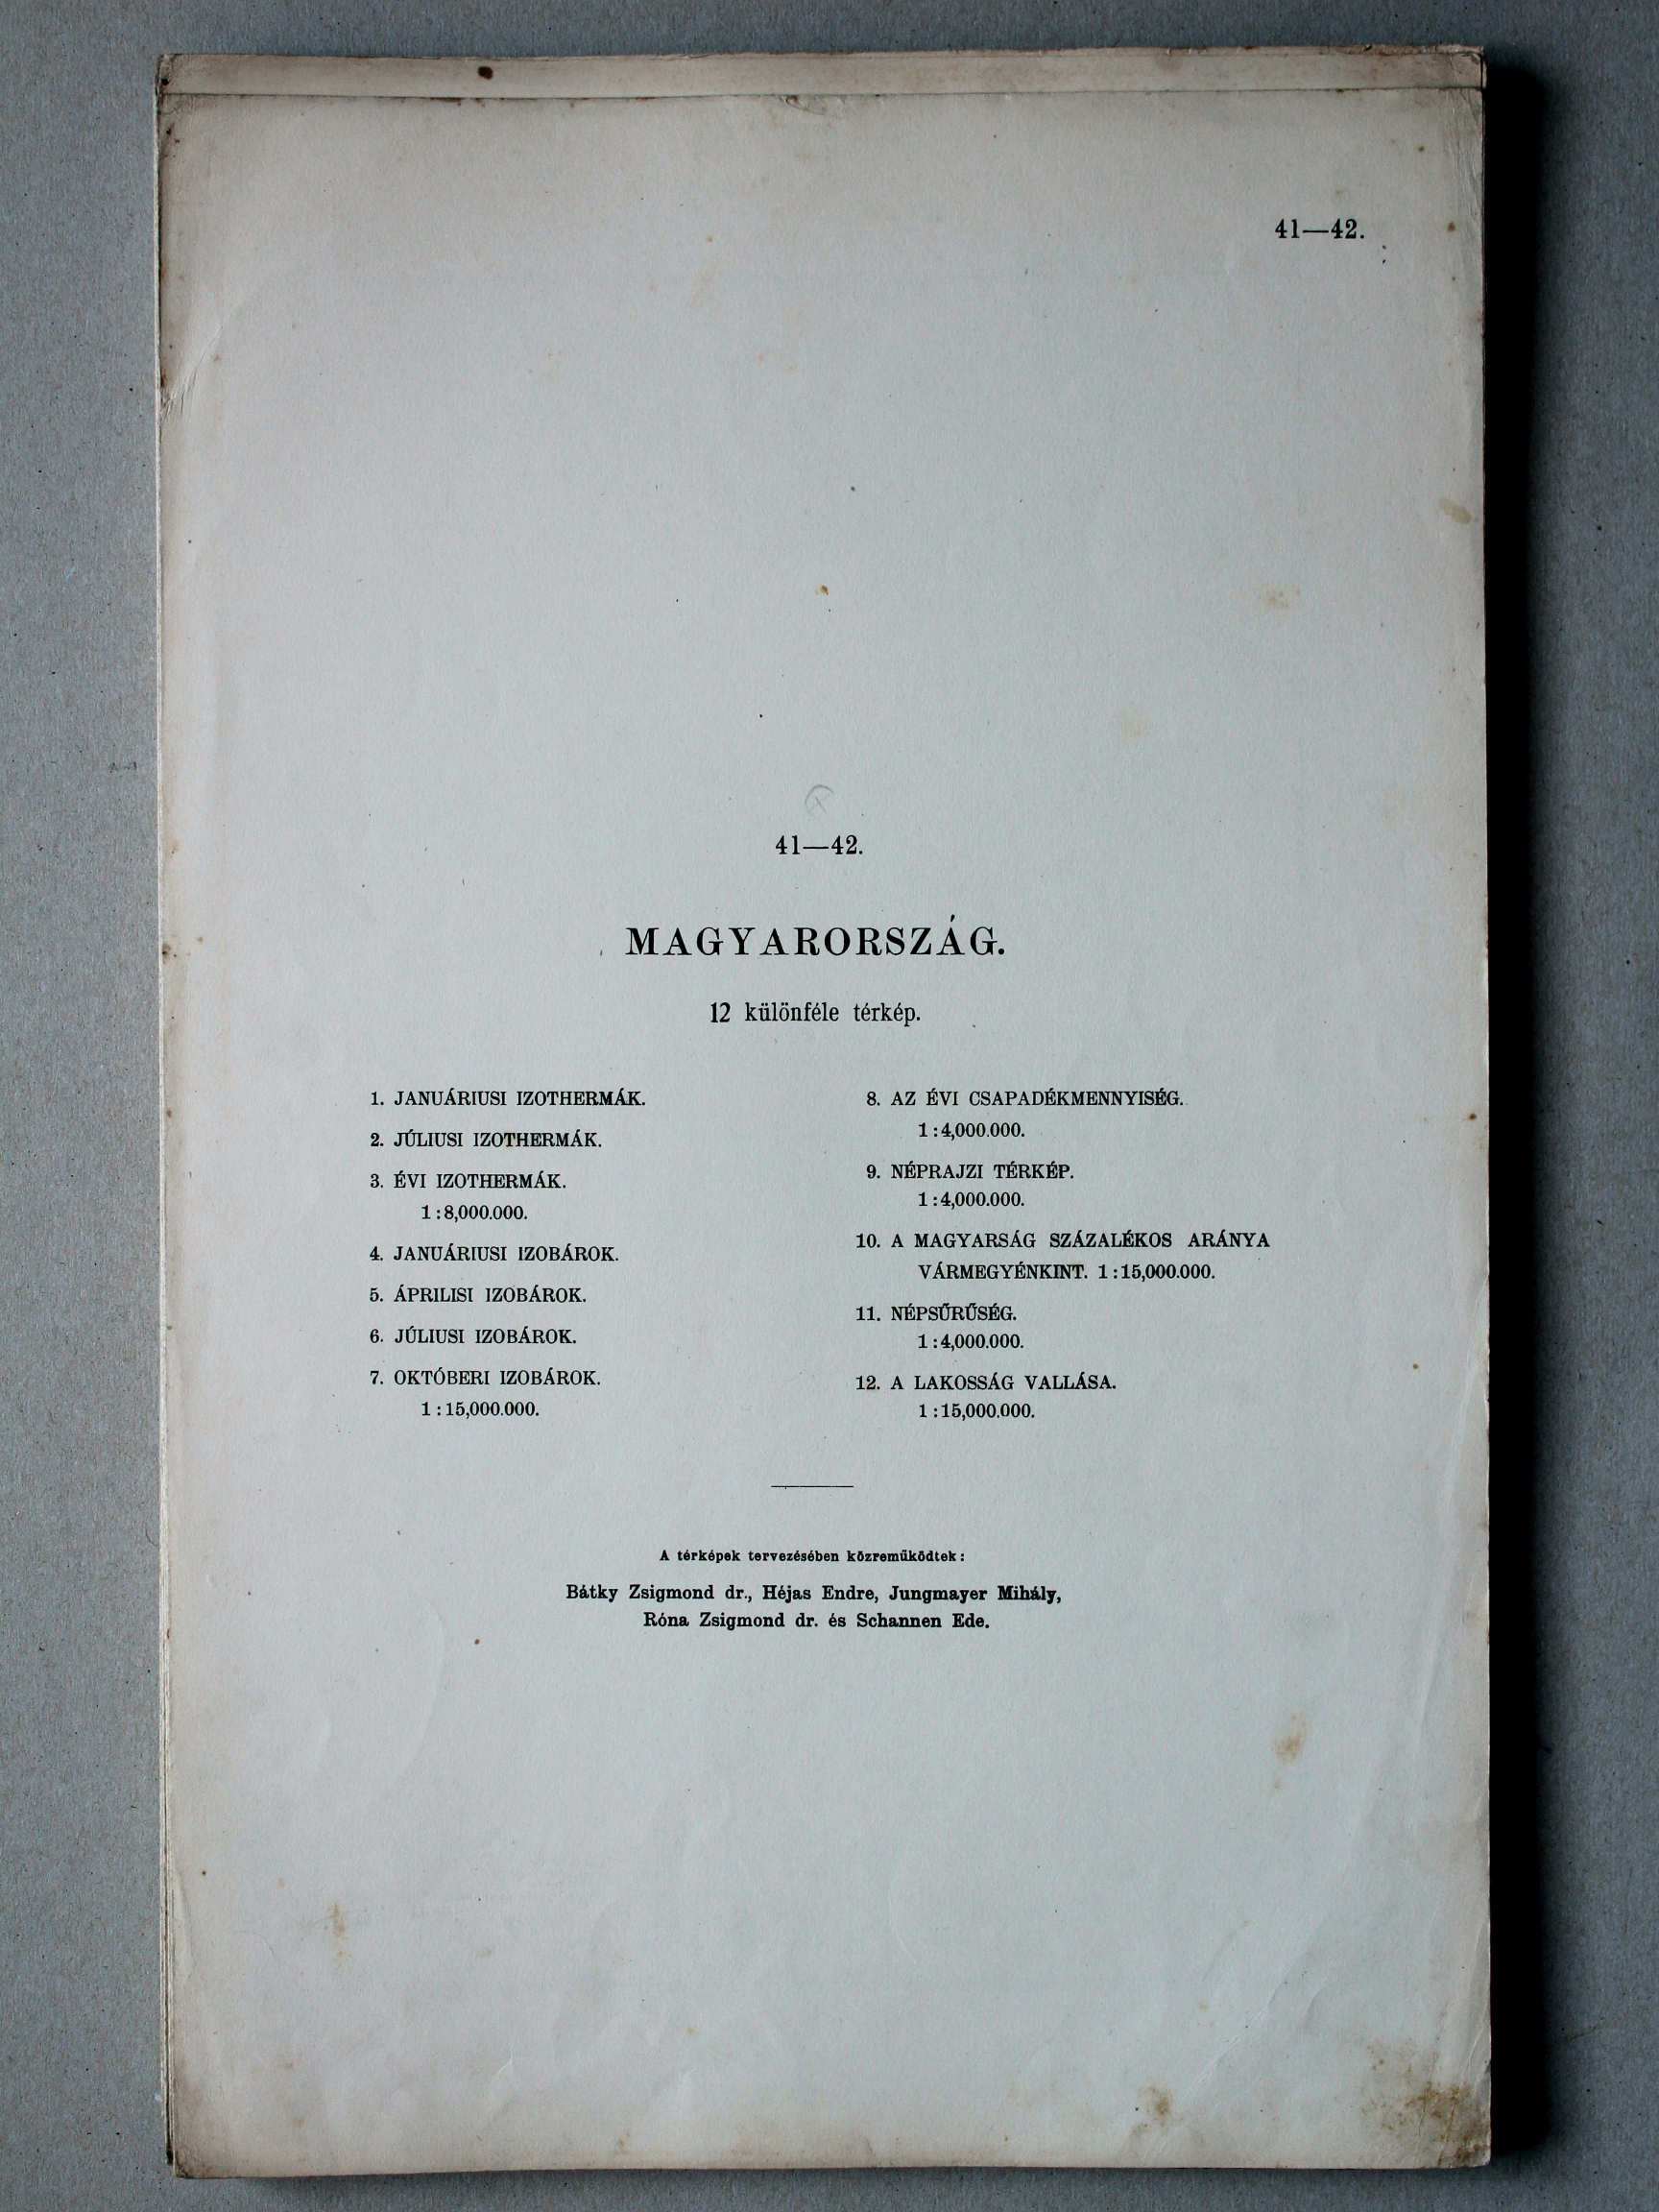 41—42.
41—42.
MAGYARORSZÁG.
12 különféle térkép.
1. JANUÁRIUSI IZOTHERMÁK.
2. JÚLIUSI IZOTHERMÁK.
3. ÉVI IZOTHERMÁK.
1 : 8,000.000.
4. JANUÁRIUSI IZOBÁROK.
5. ÁPRILISI IZOBÁROK.
6. JÚLIUSI IZOBÁROK.
7. OKTÓBERI IZOBÁROK.
1 : 15,000.000.
8. AZ ÉVI CSAPADÉKMENNYISÉG.
1 : 4,000.000.
9. NÉPRAJZI TÉRKÉP.
1 : 4,000.000.
10. A MAGYARSÁG SZÁZALÉKOS ARÁNYA
VÁRMEGYÉNKINT. 1 : 15,000.000.
11. NÉPSŰRŰSÉG.
1 : 4,000.000.
12. A LAKOSSÁG VALLÁSA.
1 : 15,000.000.
A térképek tervezésében közreműködtek :
Bátky Zsigmond dr., Héjas Endre, Jungmayer Mihály,
Róna Zsigmond dr. és Schannen Ede.